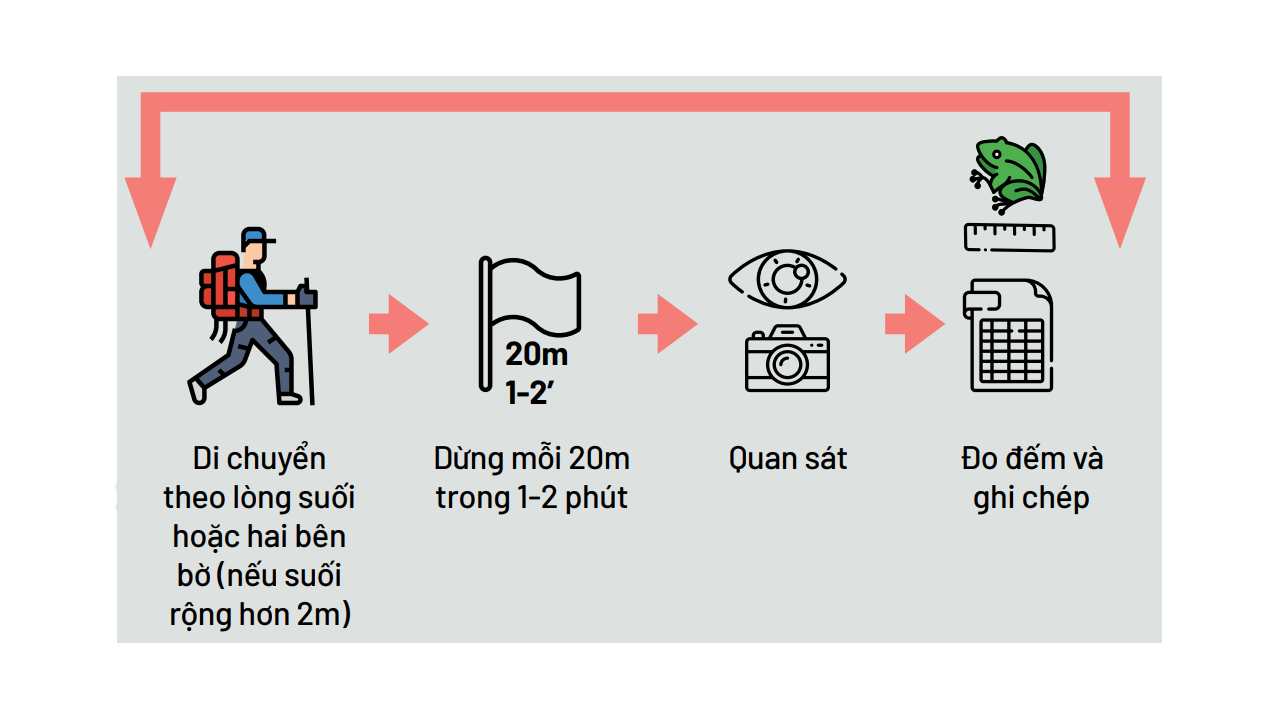 20m
1-2’
Di chuyển
theo lòng suối
hoặc hai bên
bờ (nếu suối
rộng hơn 2m)
Dừng mỗi 20m
trong 1-2 phút
Quan sát
Đo đếm và
ghi chép